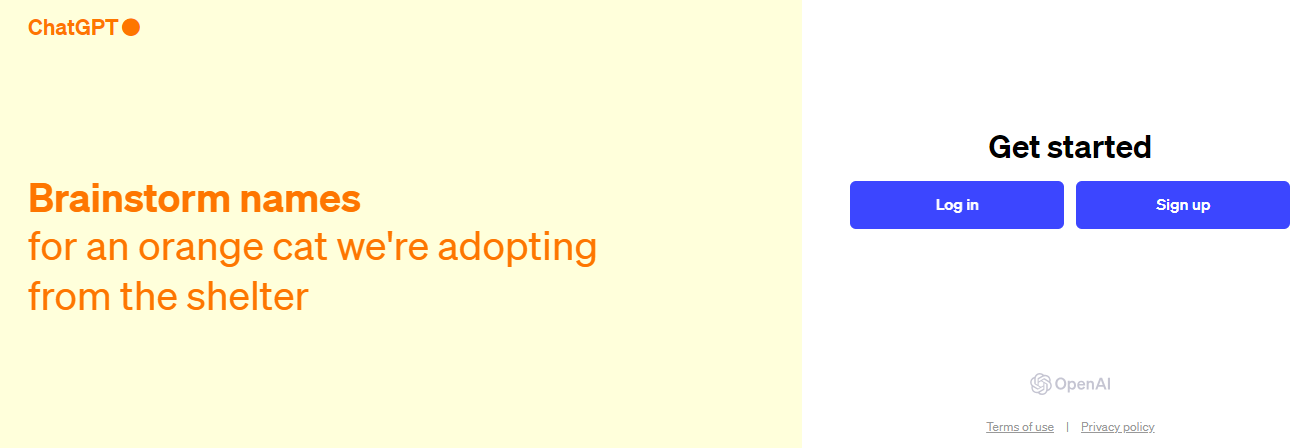 ChatGPT
Brainstorm names
for an orange cat we're adopting
from the shelter
Get started
Log in
Sign up
OpenAI
Terms of use | Privacy policy